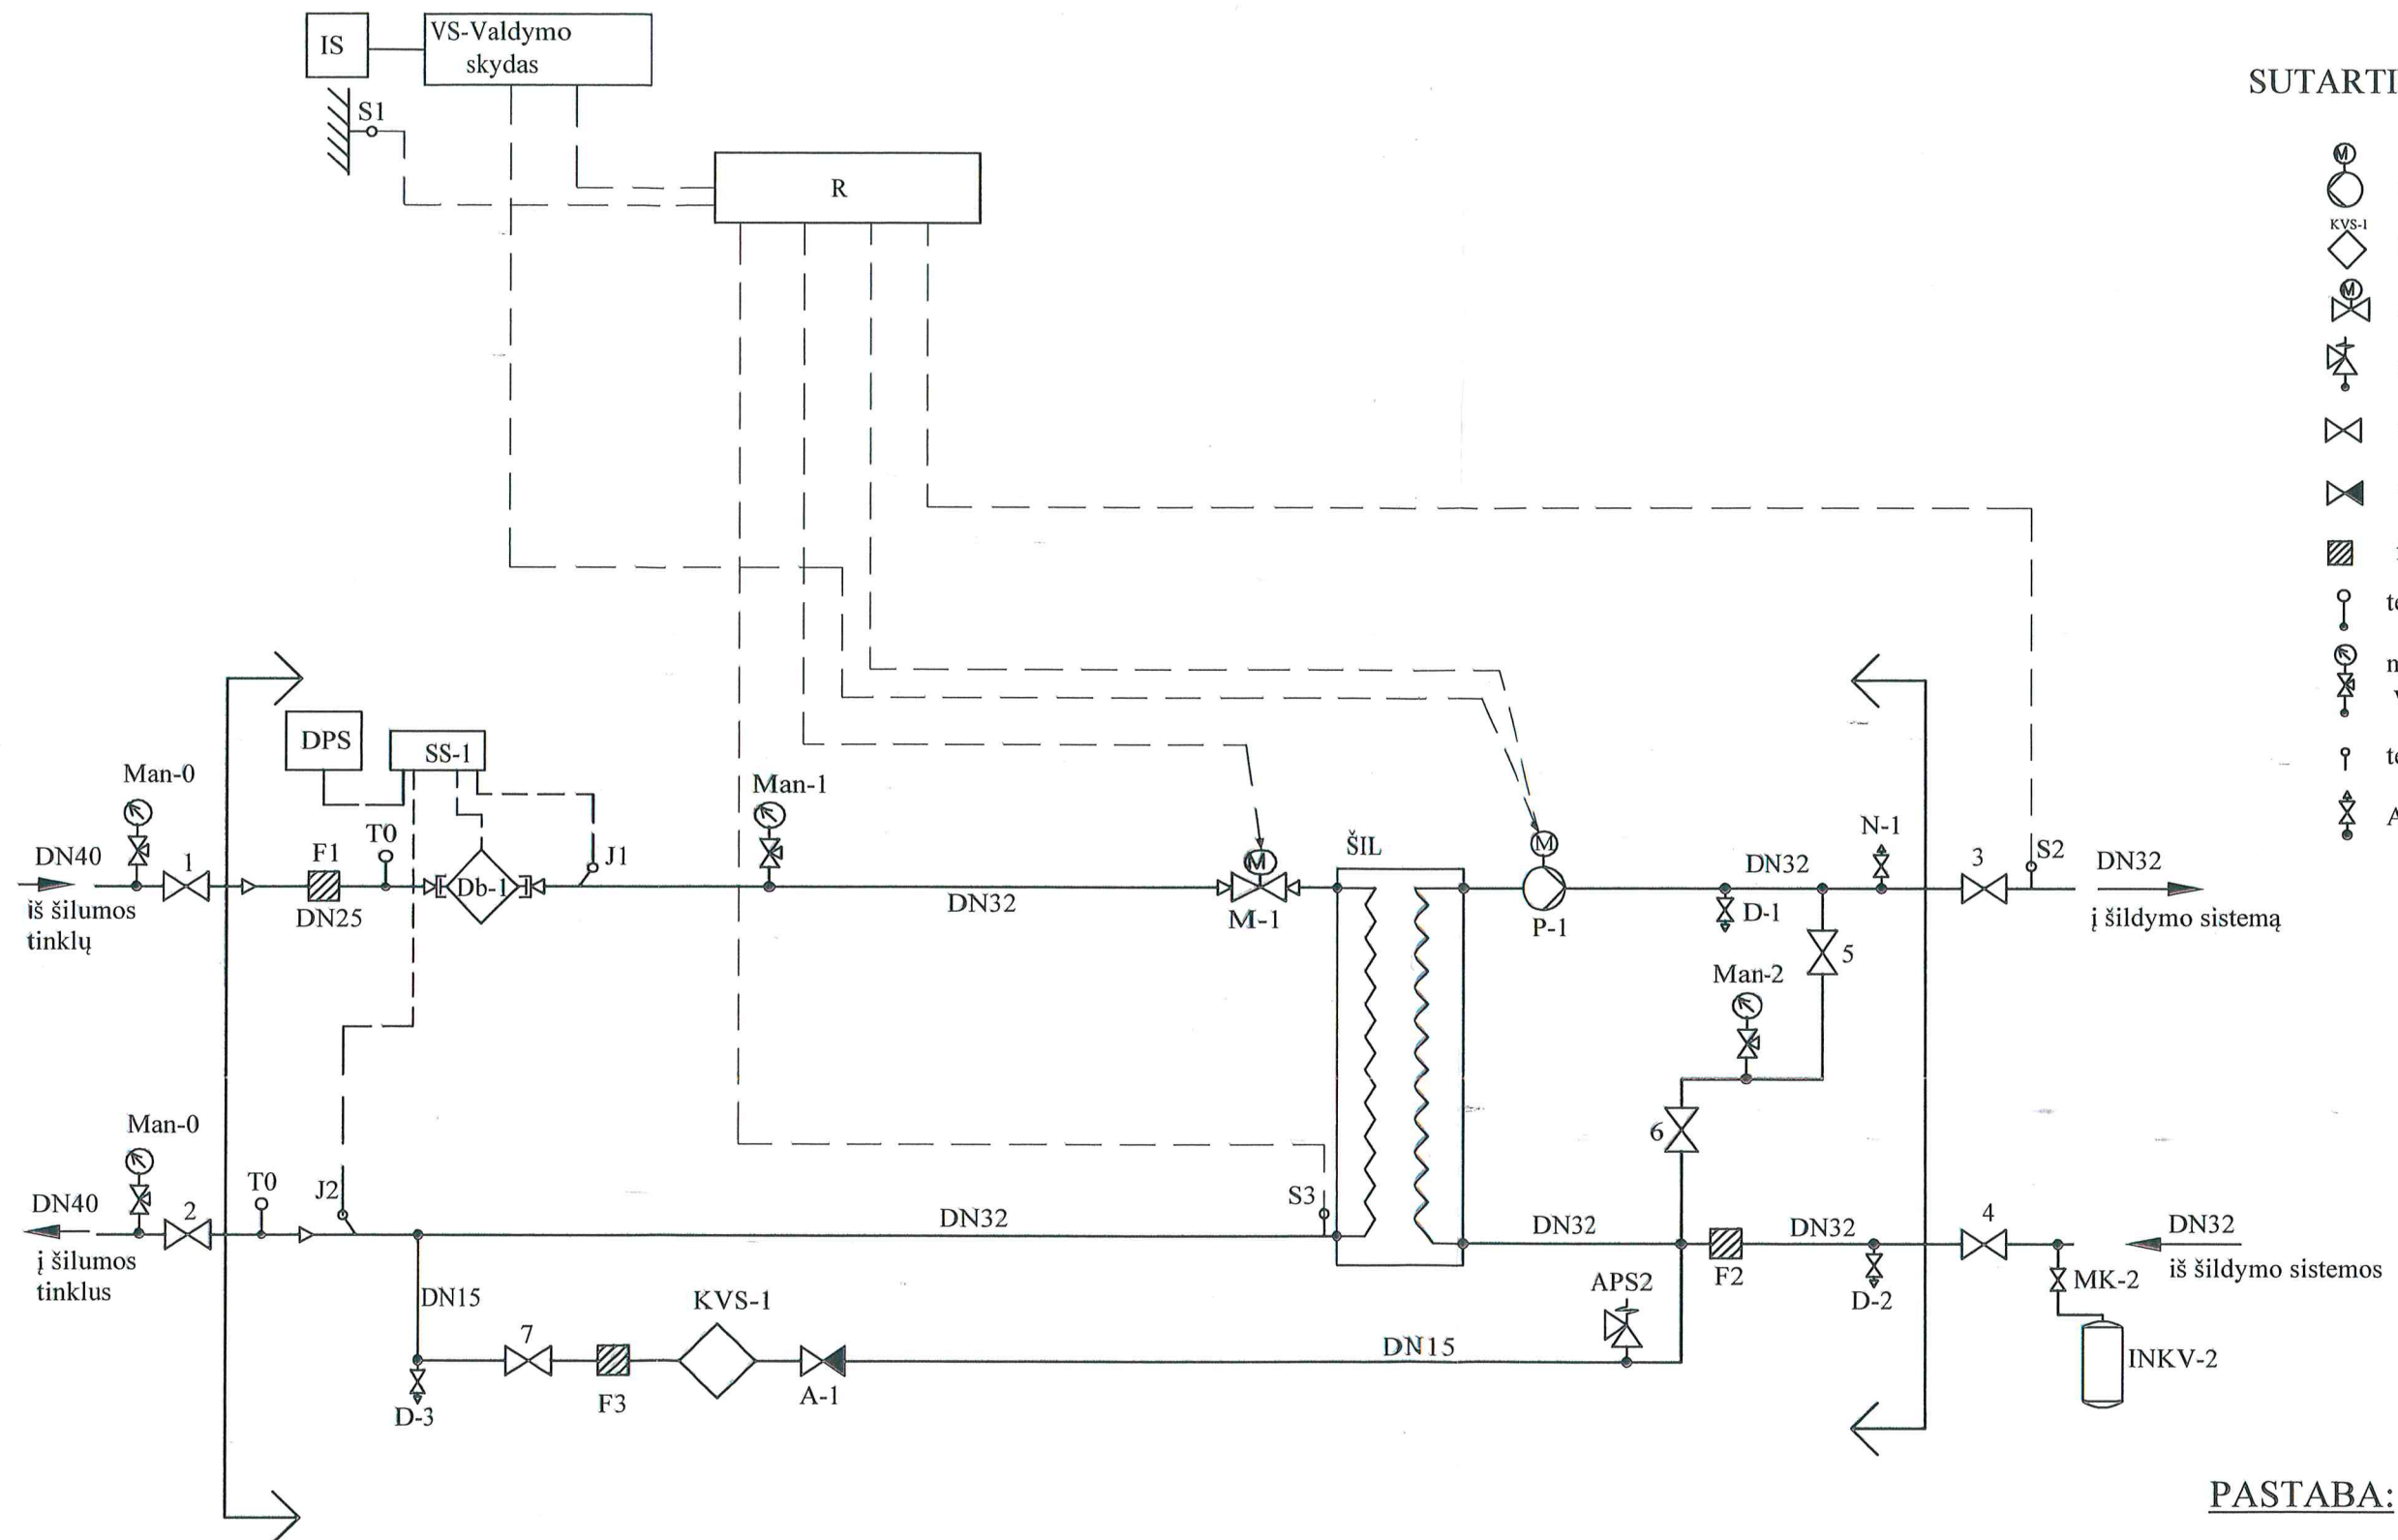 IS
VS-Valdymo
skydas
SUTARTI
S1
M
R
KVS-1
M
te
DPS
SS-1
te
Man-0
Man-1
A
T0
N-1
M
S2
DN40
1
F1
J1
M
ŠIL
DN32
3
DN32
Db-1
iš šilumos
tinklų
DN25
DN32
M-1
P-1
D-1
į šildymo sistemą
5
Man-2
Man-0
6
DN40
2
T0
J2
DN32
S3
DN32
DN32
4
DN32
į šilumos
tinklus
F2
iš šildymo sistemos
MK-2
APS2
D-2
DN15
KVS-1
7
DN15
INKV-2
F3
A-1
D-3
PASTABA: